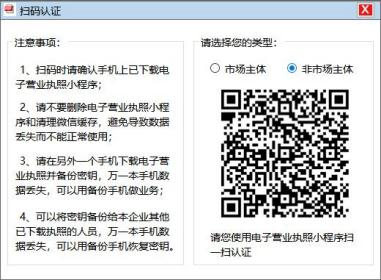 扫码认证
注意事项：
1、扫码时请确认手机上已下载电
子营业执照小程序；
2、请不要删除电子营业执照小程
序和清理微信缓存，避免导致数据
丢失而不能正常使用；
3、请在另外一个手机下载电子营
业执照并备份密钥，万一本手机数
据丢失，可以用备份手机做业务；
4、可以将密钥备份给本企业其他
已下载执照的人员，万一本手机数
据丢失，可以用备份手机恢复密钥。
请选择您的类型：
市场主体
非市场主体
请您使用电子营业执照小程序扫
一扫认证